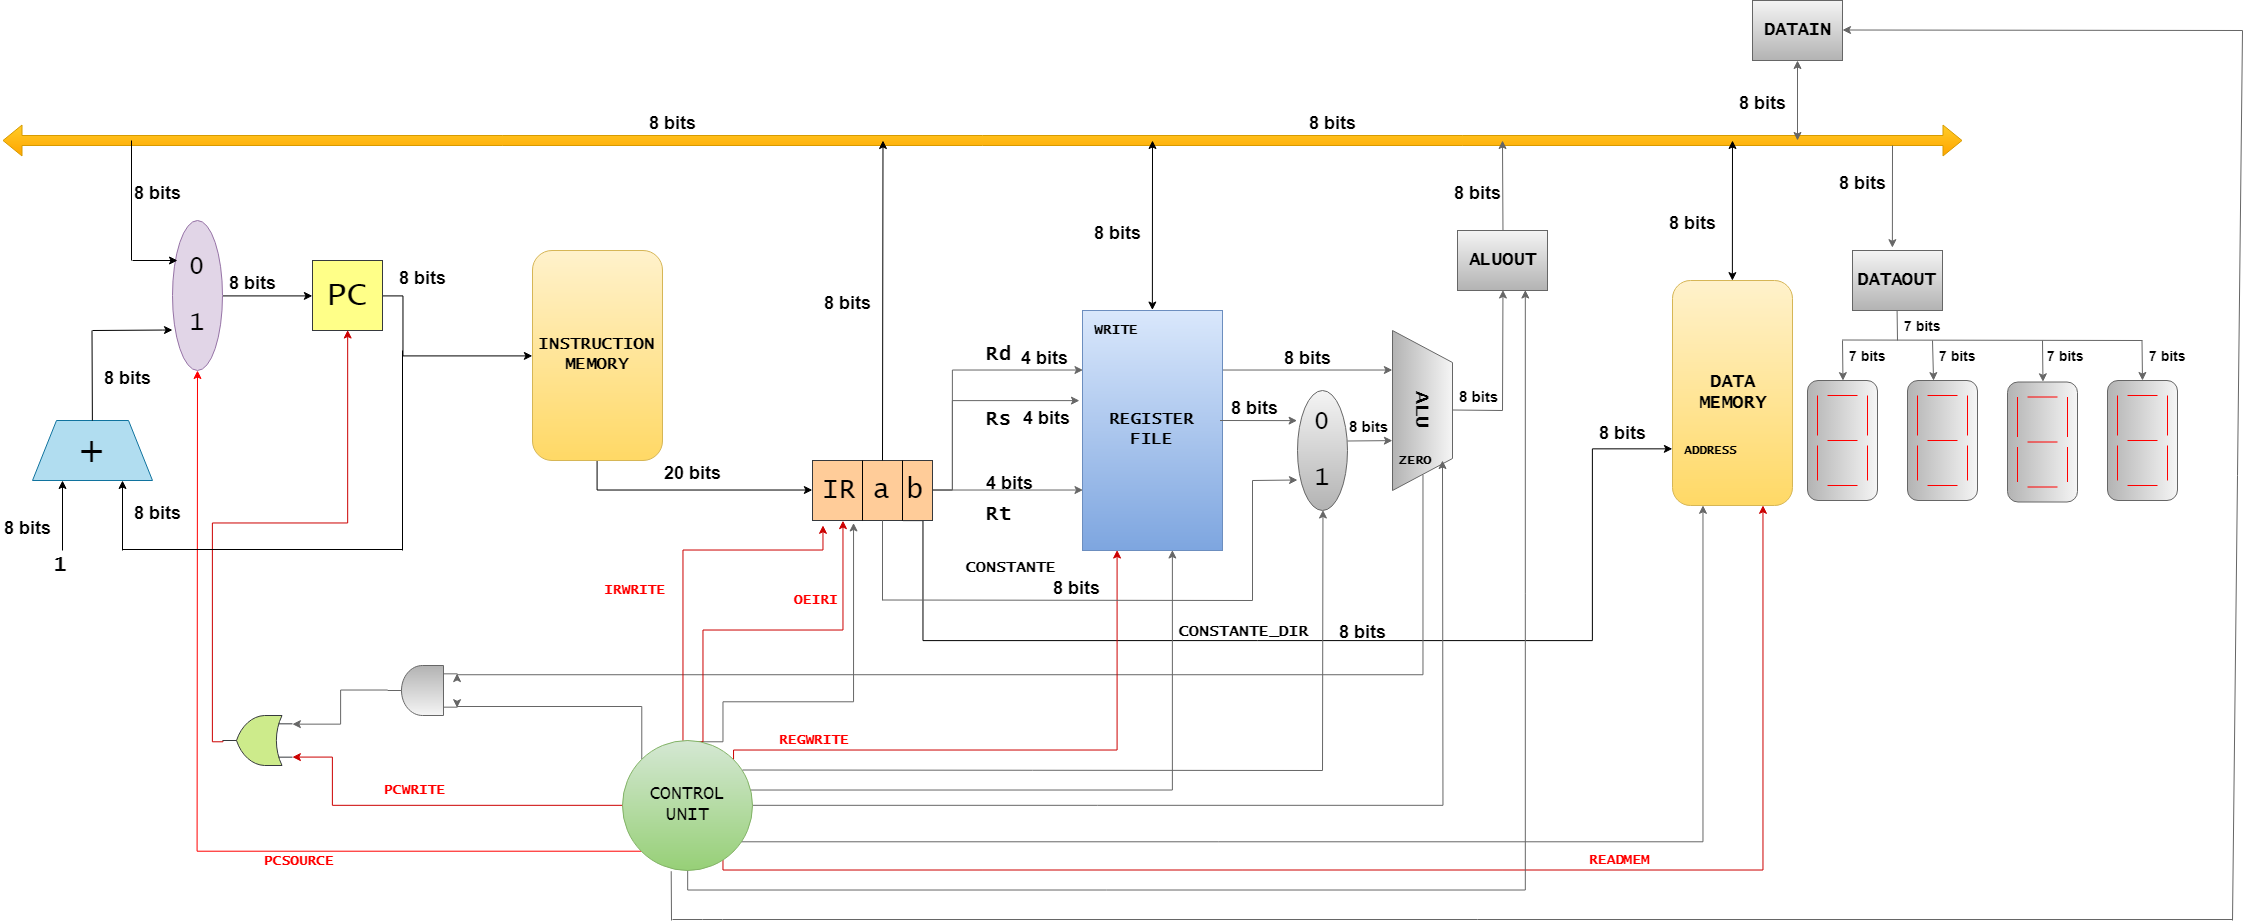 DATAIN
8 bits
8 bits
8 bits
8 bits
8 bits
8 bits
8 bits
8 bits
8 bits
0
1
8 bits
PC
8 bits
INSTRUCTION
MEMORY
8 bits
ALUOUT
DATAOUT
7 bits
7 bits
7 bits
7 bits
7 bits
WRITE
Rd
4 bits
Rs
4 bits
REGISTER
FILE
4 bits
Rt
8 bits
8 bits
0
1
8 bits
ALU
ZERO
8 bits
8 bits
DATA
MEMORY
ADDRESS
8 bits
+
8 bits
8 bits
1
20 bits
IR
a
b
CONSTANTE
8 bits
IRWRITE
OEIRI
CONSTANTE_DIR
8 bits
REGWRITE
PCWRITE
CONTROL
UNIT
PCSOURCE
READMEM